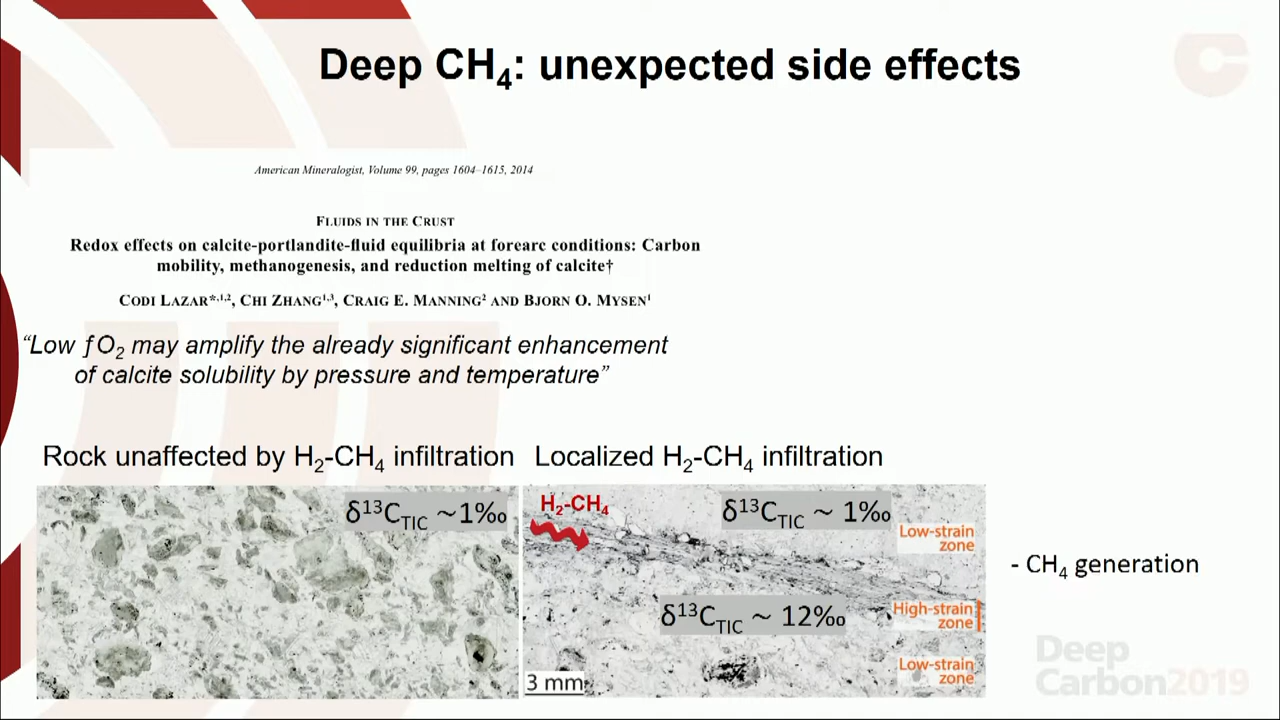 Deep CH₄: unexpected side effects
American Mineralogist, Volume 99, pages 1604–1615, 2014
FLUIDS IN THE CRUST
Redox effects on calcite-portlandite-fluid equilibria at forearc conditions: Carbon
mobility, methanogenesis, and reduction melting of calcite†
CODI LAZAR*,¹,², CHI ZHANG¹,³, CRAIG E. MANNING² AND BJORN O. MYSEN¹
“Low ƒO₂ may amplify the already significant enhancement
of calcite solubility by pressure and temperature”
Rock unaffected by H₂-CH₄ infiltration
Localized H₂-CH₄ infiltration
δ¹³C_TIC ~1‰
H₂-CH₄
δ¹³C_TIC ~ 1‰
Low-strain
zone
- CH₄ generation
δ¹³C_TIC ~ 12‰
High-strain
zone
Low-strain
zone
3 mm
Deep
Carbon2019